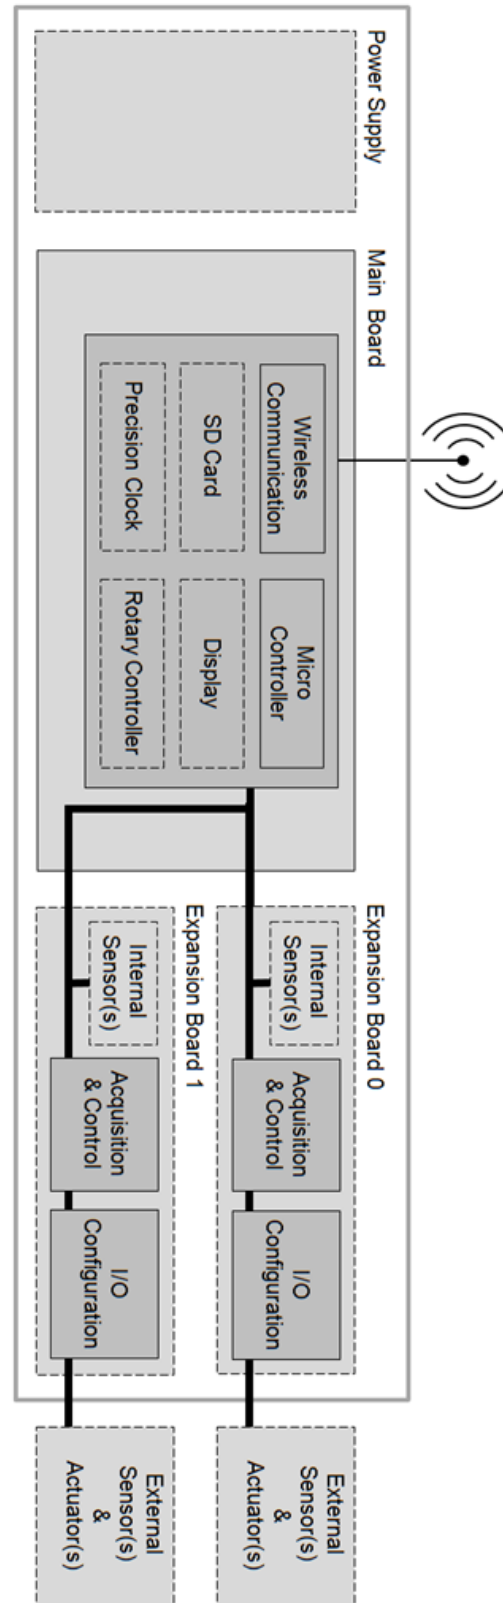 Power Supply
Main Board
Wireless
Communication
Micro
Controller
SD Card
Display
Precision Clock
Rotary Controller
Expansion Board 0
Internal
Sensor(s)
Acquisition
& Control
I/O
Configuration
External
Sensor(s)
&
Actuator(s)
Expansion Board 1
Internal
Sensor(s)
Acquisition
& Control
I/O
Configuration
External
Sensor(s)
&
Actuator(s)